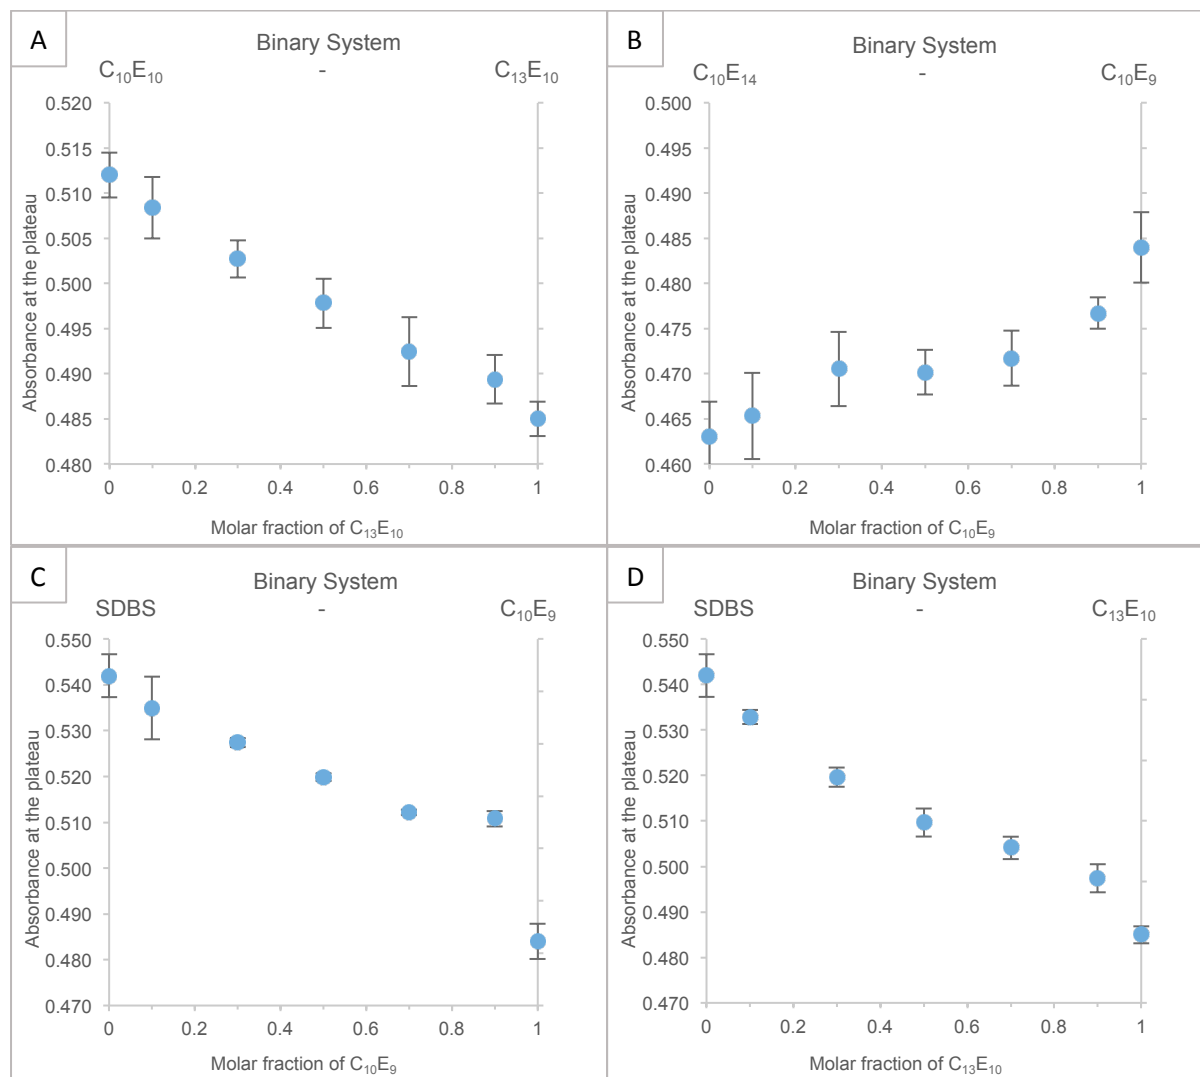 A
Binary System
C₁₀E₁₀ - C₁₃E₁₀
Absorbance at the plateau
0.520
0.515
0.510
0.505
0.500
0.495
0.490
0.485
0.480
0 0.2 0.4 0.6 0.8 1
Molar fraction of C₁₃E₁₀
B
Binary System
C₁₀E₁₄ - C₁₀E₉
Absorbance at the plateau
0.500
0.495
0.490
0.485
0.480
0.475
0.470
0.465
0.460
0 0.2 0.4 0.6 0.8 1
Molar fraction of C₁₀E₉
C
Binary System
SDBS - C₁₀E₉
Absorbance at the plateau
0.550
0.540
0.530
0.520
0.510
0.500
0.490
0.480
0.470
0 0.2 0.4 0.6 0.8 1
Molar fraction of C₁₀E₉
D
Binary System
SDBS - C₁₃E₁₀
Absorbance at the plateau
0.550
0.540
0.530
0.520
0.510
0.500
0.490
0.480
0.470
0 0.2 0.4 0.6 0.8 1
Molar fraction of C₁₃E₁₀